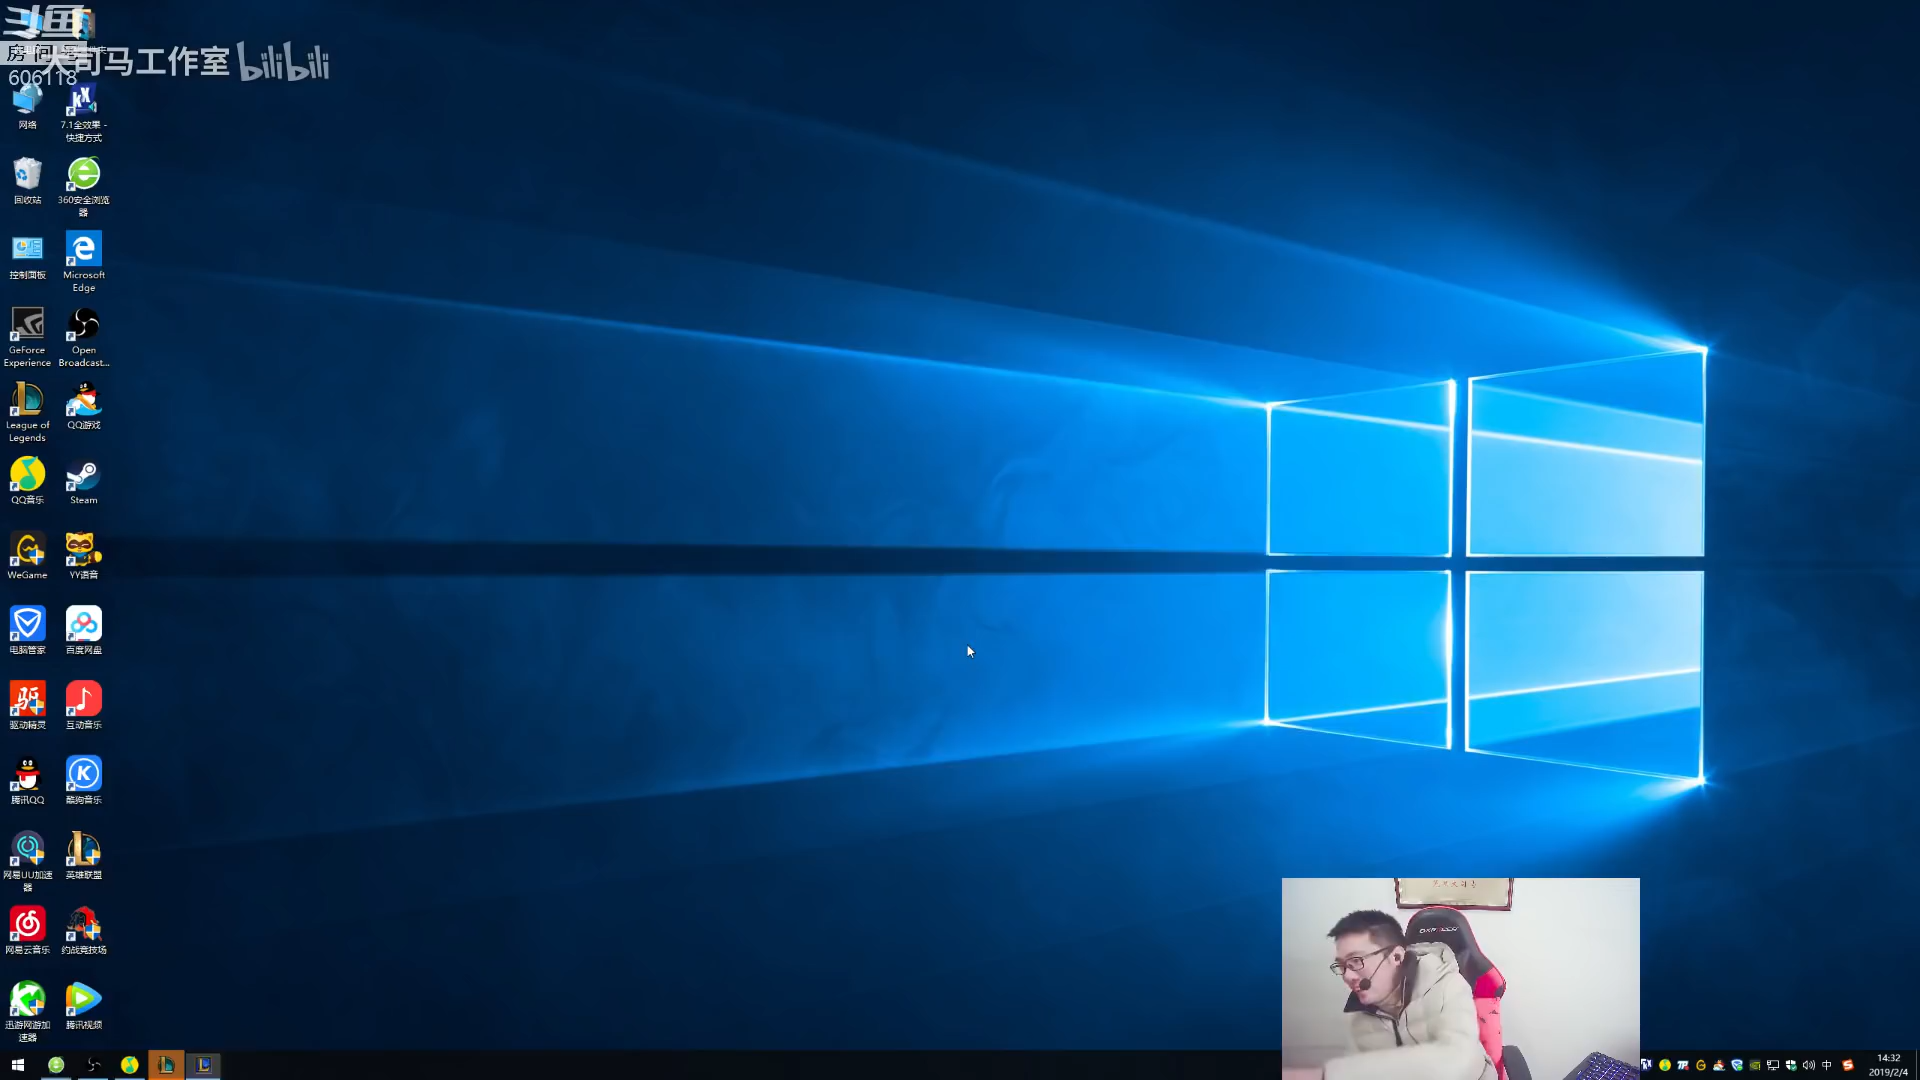 斗鱼
房间号
606118
大司马工作室 bilibili
网络
7.1全效果 -
快捷方式
回收站
360安全浏览
器
控制面板
Microsoft
Edge
GeForce
Experience
Open
Broadcast...
League of
Legends
QQ游戏
QQ音乐
Steam
WeGame
YY语音
电脑管家
百度网盘
驱动精灵
互动音乐
腾讯QQ
酷狗音乐
网易UU加速
器
英雄联盟
网易云音乐
约战竞技场
迅游网游加
速器
腾讯视频
DXRACER
中
14:32
2019/2/4